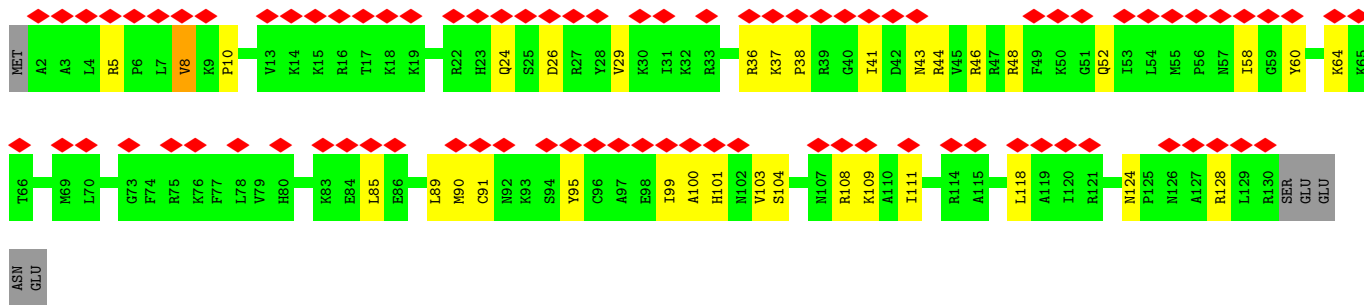 MET A2 A3 L4 R5 P6 L7 V8 K9 P10 V13 K14 K15 R16 T17 K18 K19 R22 H23 Q24 S25 D26 R27 Y28 V29 K30 I31 K32 R33 R36 K37 P38 R39 G40 I41 D42 N43 R44 V45 R46 R47 R48 F49 K50 G51 Q52 I53 L54 M55 P56 N57 I58 G59 Y60 K64 K65
T66 M69 L70 G73 F74 R75 K76 F77 L78 V79 H80 K83 E84 L85 E86 L89 M90 C91 N92 K93 S94 Y95 C96 A97 E98 I99 A100 H101 N102 V103 S104 N107 R108 K109 A110 I111 R114 A115 L118 A119 I120 R121 N124 P125 N126 A127 R128 L129 R130 SER GLU GLU
ASN GLU